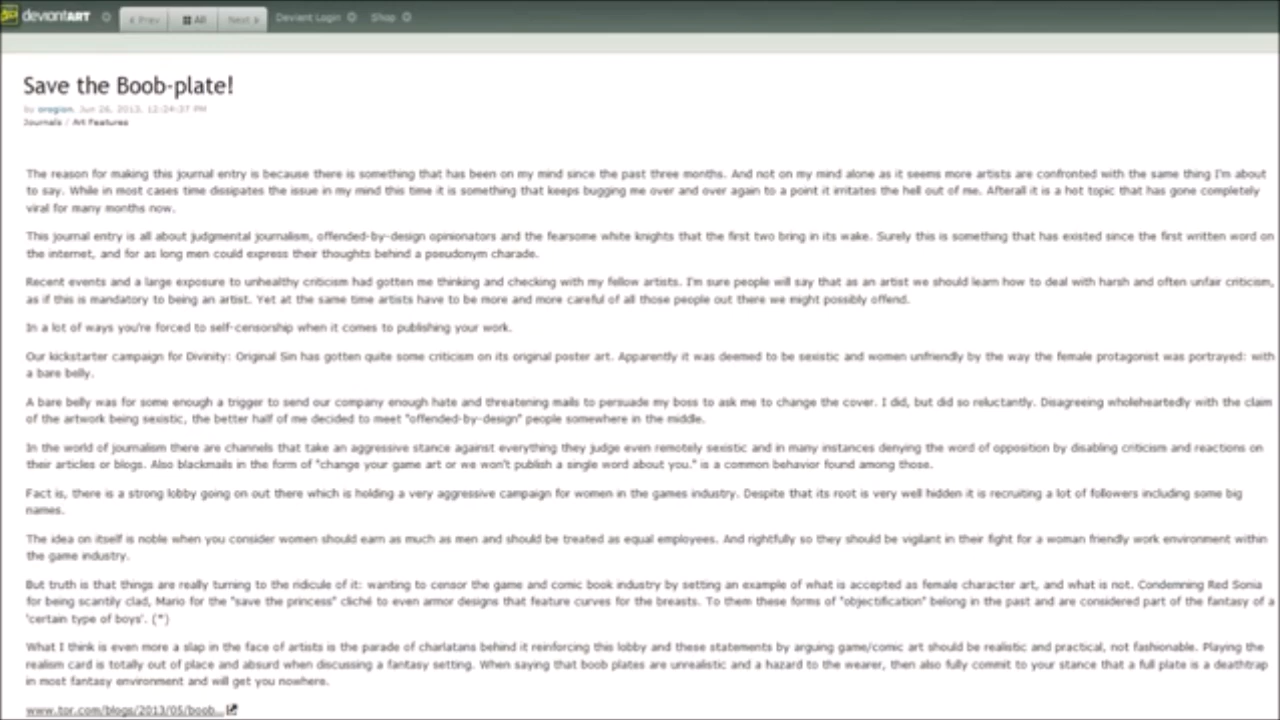 deviantART Prev All Next Deviant Login Shop
Save the Boob-plate!
by orogion, Jun 26, 2013, 12:24:37 PM
Journals / Art Features
The reason for making this journal entry is because there is something that has been on my mind since the past three months. And not on my mind alone as it seems more artists are confronted with the same thing I'm about
to say. While in most cases time dissipates the issue in my mind this time it is something that keeps bugging me over and over again to a point it irritates the hell out of me. Afterall it is a hot topic that has gone completely
viral for many months now.
This journal entry is all about judgmental journalism, offended-by-design opinionators and the fearsome white knights that the first two bring in its wake. Surely this is something that has existed since the first written word on
the internet, and for as long men could express their thoughts behind a pseudonym charade.
Recent events and a large exposure to unhealthy criticism had gotten me thinking and checking with my fellow artists. I'm sure people will say that as an artist we should learn how to deal with harsh and often unfair criticism,
as if this is mandatory to being an artist. Yet at the same time artists have to be more and more careful of all those people out there we might possibly offend.
In a lot of ways you're forced to self-censorship when it comes to publishing your work.
Our kickstarter campaign for Divinity: Original Sin has gotten quite some criticism on its original poster art. Apparently it was deemed to be sexistic and women unfriendly by the way the female protagonist was portrayed: with
a bare belly.
A bare belly was for some enough a trigger to send our company enough hate and threatening mails to persuade my boss to ask me to change the cover. I did, but did so reluctantly. Disagreeing wholeheartedly with the claim
of the artwork being sexistic, the better half of me decided to meet "offended-by-design" people somewhere in the middle.
In the world of journalism there are channels that take an aggressive stance against everything they judge even remotely sexistic and in many instances denying the word of opposition by disabling criticism and reactions on
their articles or blogs. Also blackmails in the form of "change your game art or we won't publish a single word about you." is a common behavior found among those.
Fact is, there is a strong lobby going on out there which is holding a very aggressive campaign for women in the games industry. Despite that its root is very well hidden it is recruiting a lot of followers including some big
names.
The idea on itself is noble when you consider women should earn as much as men and should be treated as equal employees. And rightfully so they should be vigilant in their fight for a woman friendly work environment within
the game industry.
But truth is that things are really turning to the ridicule of it: wanting to censor the game and comic book industry by setting an example of what is accepted as female character art, and what is not. Condemning Red Sonia
for being scantily clad, Mario for the "save the princess" cliché to even armor designs that feature curves for the breasts. To them these forms of "objectification" belong in the past and are considered part of the fantasy of a
'certain type of boys'. (*)
What I think is even more a slap in the face of artists is the parade of charlatans behind it reinforcing this lobby and these statements by arguing game/comic art should be realistic and practical, not fashionable. Playing the
realism card is totally out of place and absurd when discussing a fantasy setting. When saying that boob plates are unrealistic and a hazard to the wearer, then also fully commit to your stance that a full plate is a deathtrap
in most fantasy environment and will get you nowhere.
www.tor.com/blogs/2013/05/boob...